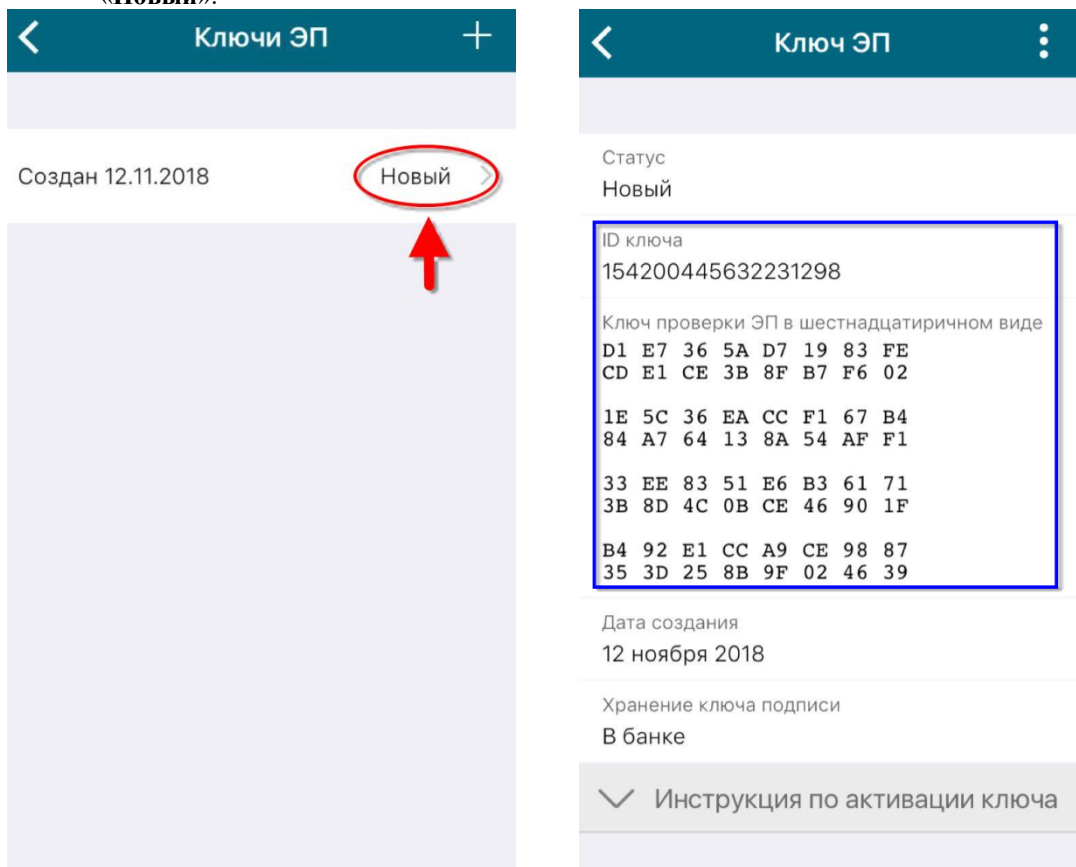 «Новый».
Ключи ЭП
Создан 12.11.2018
Новый
Ключ ЭП
Статус
Новый
ID ключа
154200445632231298
Ключ проверки ЭП в шестнадцатиричном виде
D1 E7 36 5A D7 19 83 FE
CD E1 CE 3B 8F B7 F6 02
1E 5C 36 EA CC F1 67 B4
84 A7 64 13 8A 54 AF F1
33 EE 83 51 E6 B3 61 71
3B 8D 4C 0B CE 46 90 1F
B4 92 E1 CC A9 CE 98 87
35 3D 25 8B 9F 02 46 39
Дата создания
12 ноября 2018
Хранение ключа подписи
В банке
Инструкция по активации ключа